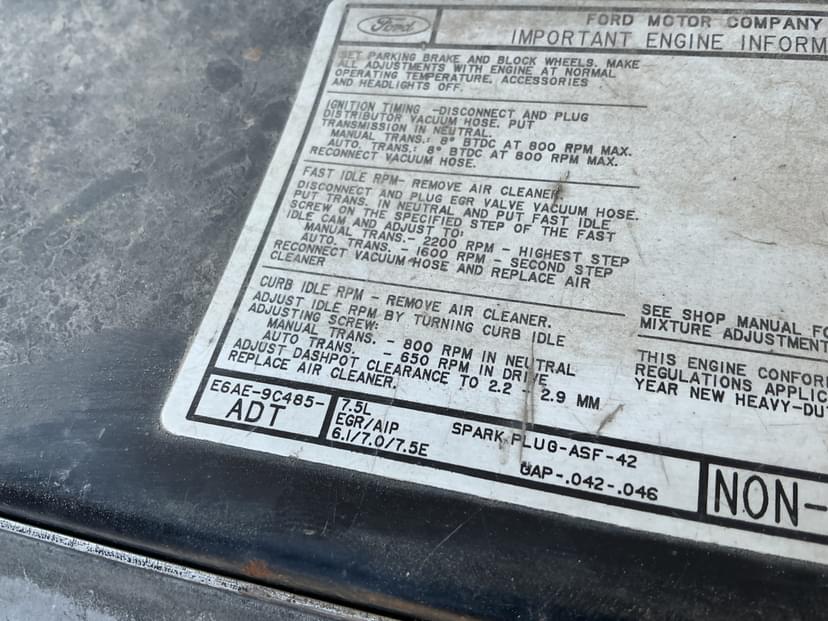 Ford
FORD MOTOR COMPANY
IMPORTANT ENGINE INFORM
SET PARKING BRAKE AND BLOCK WHEELS. MAKE
ALL ADJUSTMENTS WITH ENGINE AT NORMAL
OPERATING TEMPERATURE, ACCESSORIES
AND HEADLIGHTS OFF.
IGNITION TIMING -DISCONNECT AND PLUG
DISTRIBUTOR VACUUM HOSE. PUT
TRANSMISSION IN NEUTRAL.
MANUAL TRANS.: 8° BTDC AT 800 RPM MAX.
AUTO. TRANS.: 8° BTDC AT 800 RPM MAX.
RECONNECT VACUUM HOSE.
FAST IDLE RPM- REMOVE AIR CLEANER.
DISCONNECT AND PLUG EGR VALVE VACUUM HOSE.
PUT TRANS. IN NEUTRAL AND PUT FAST IDLE
SCREW ON THE SPECIFIED STEP OF THE FAST
IDLE CAM AND ADJUST TO:
MANUAL TRANS.- 2200 RPM - HIGHEST STEP
AUTO. TRANS. - 1600 RPM - SECOND STEP
RECONNECT VACUUM HOSE AND REPLACE AIR
CLEANER
CURB IDLE RPM - REMOVE AIR CLEANER.
ADJUST IDLE RPM BY TURNING CURB IDLE
ADJUSTING SCREW:
MANUAL TRANS. - 800 RPM IN NEUTRAL
AUTO TRANS. - 650 RPM IN DRIVE
ADJUST DASHPOT CLEARANCE TO 2.2 - 2.9 MM
REPLACE AIR CLEANER.
SEE SHOP MANUAL FO
MIXTURE ADJUSTMENT
THIS ENGINE CONFOR
REGULATIONS APPLIC
YEAR NEW HEAVY-DU
E6AE-9C485-
ADT
7.5L
EGR/AIP
6.1/7.0/7.5E
SPARK PLUG-ASF-42
GAP-.042-.046
NON-